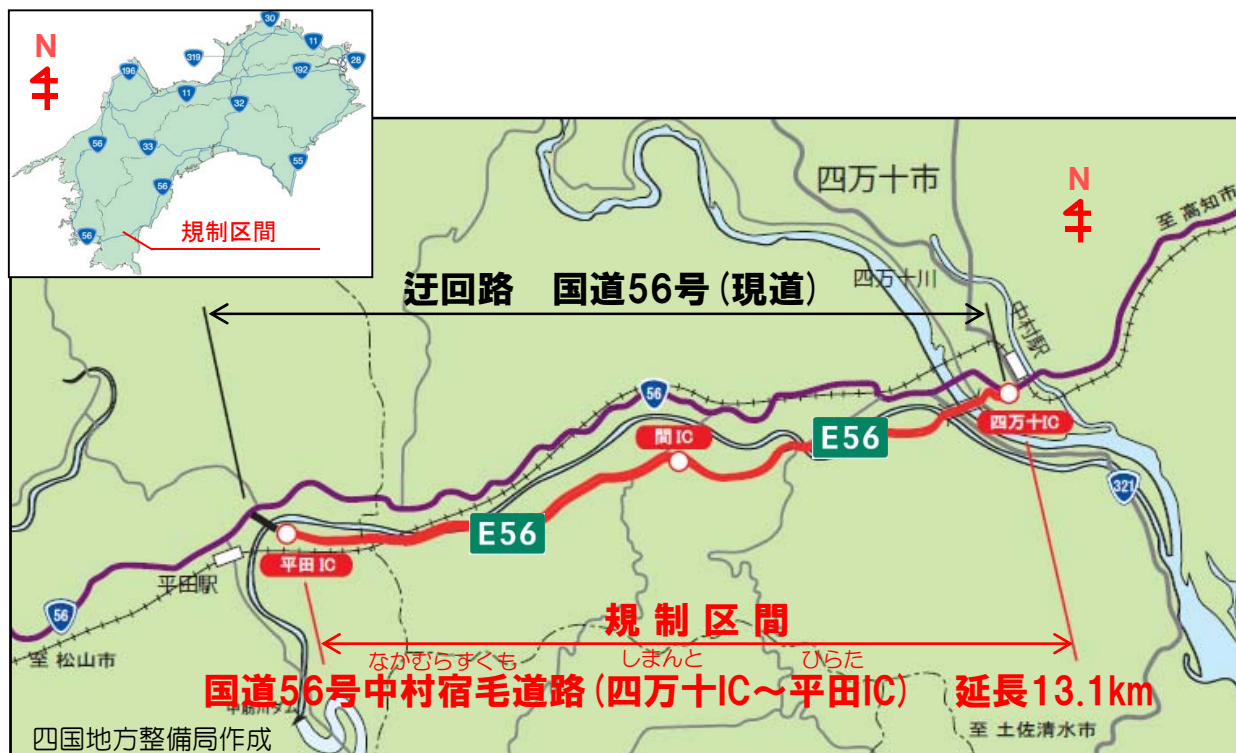 N
30
11
28
319
192
196
11
32
56
33
55
56
56
規制区間
四万十市
N
至 高知市
迂回路 国道56号(現道)
四万十川
中村駅
56
間IC
E56
四万十IC
321
E56
平田IC
平田駅
56
至 松山市
規制区間
なかむらすくも しまんと ひらた
国道56号中村宿毛道路(四万十IC~平田IC) 延長13.1km
中筋川ダム
四国地方整備局作成
至 土佐清水市